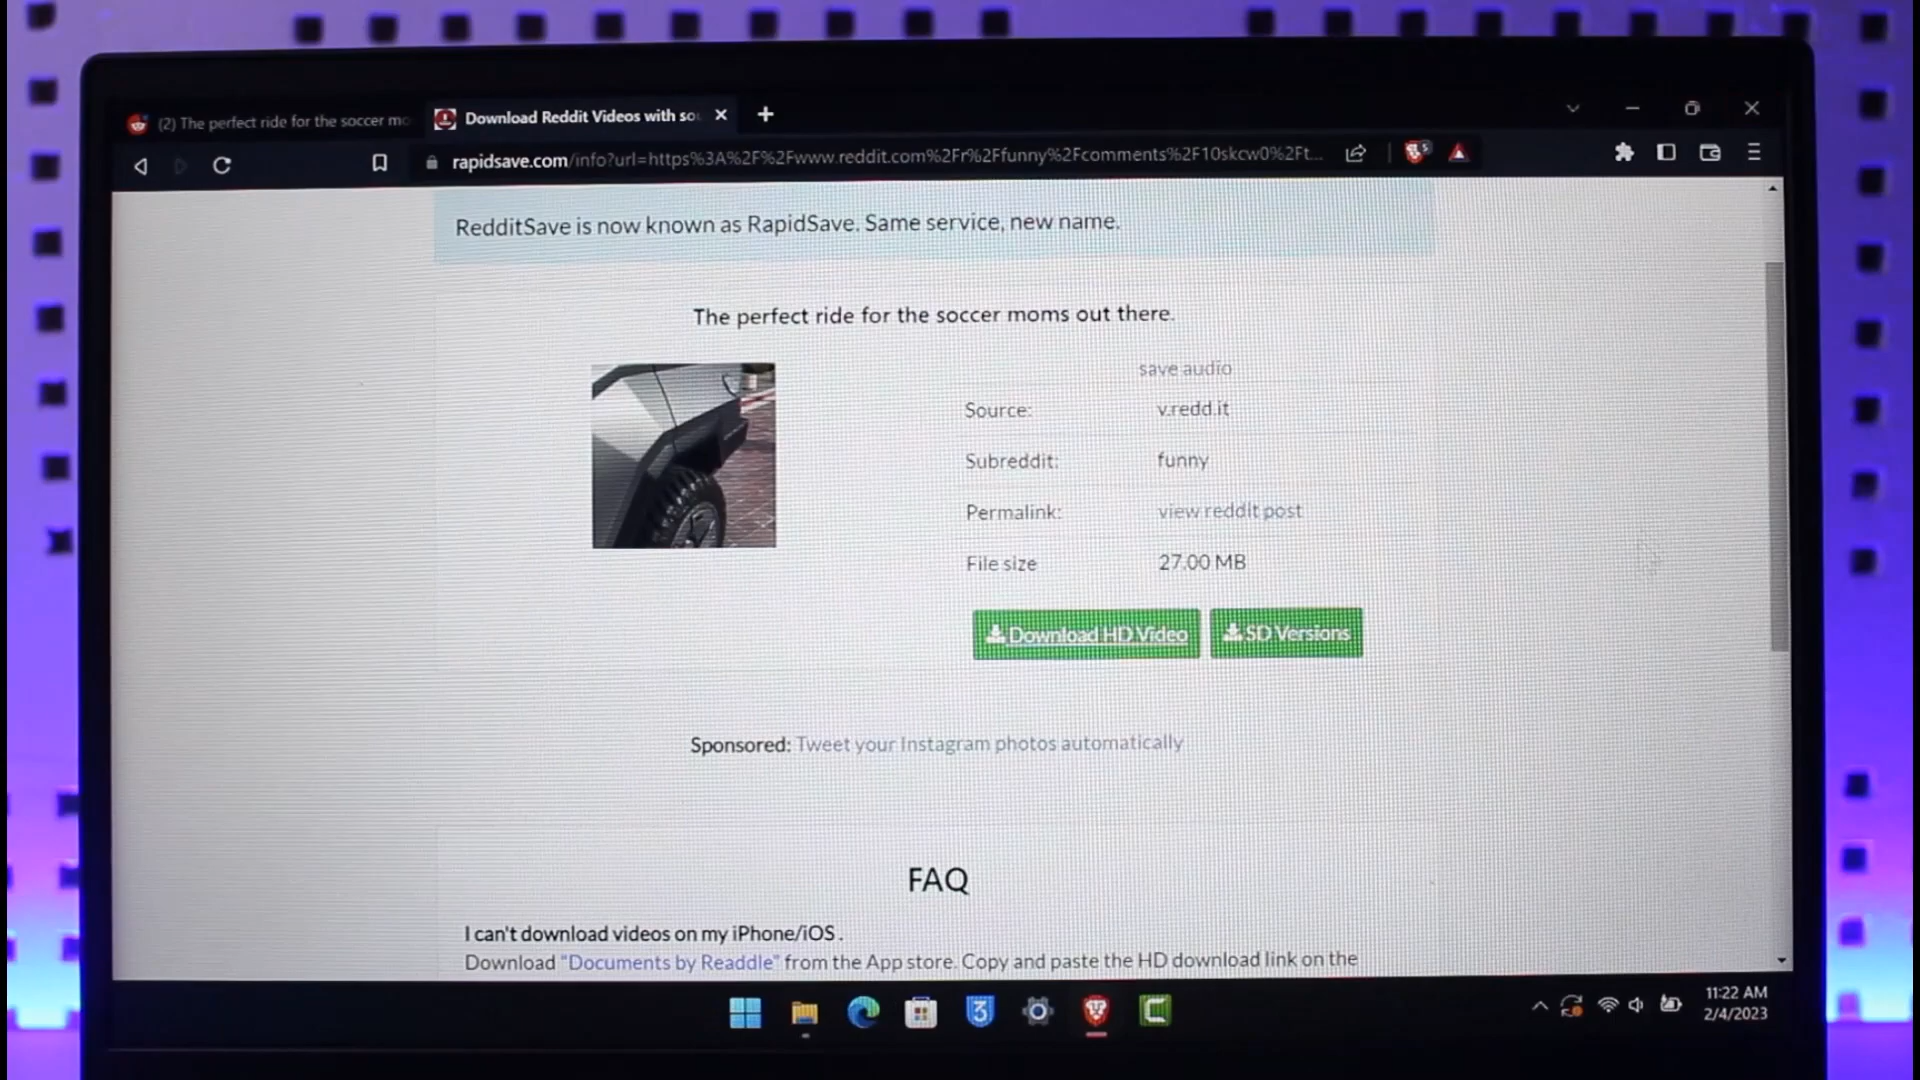 (2) The perfect ride for the soccer mo
Download Reddit Videos with so
rapidsave.com/info?url=https%3A%2F%2Fwww.reddit.com%2Fr%2Ffunny%2Fcomments%2F10skcw0%2Ft...
5
RedditSave is now known as RapidSave. Same service, new name.
The perfect ride for the soccer moms out there.
save audio
Source: v.redd.it
Subreddit: funny
Permalink: view reddit post
File size 27.00 MB
Download HD Video SD Versions
Sponsored: Tweet your Instagram photos automatically
FAQ
I can't download videos on my iPhone/iOS.
Download "Documents by Readdle" from the App store. Copy and paste the HD download link on the
3
11:22 AM
2/4/2023